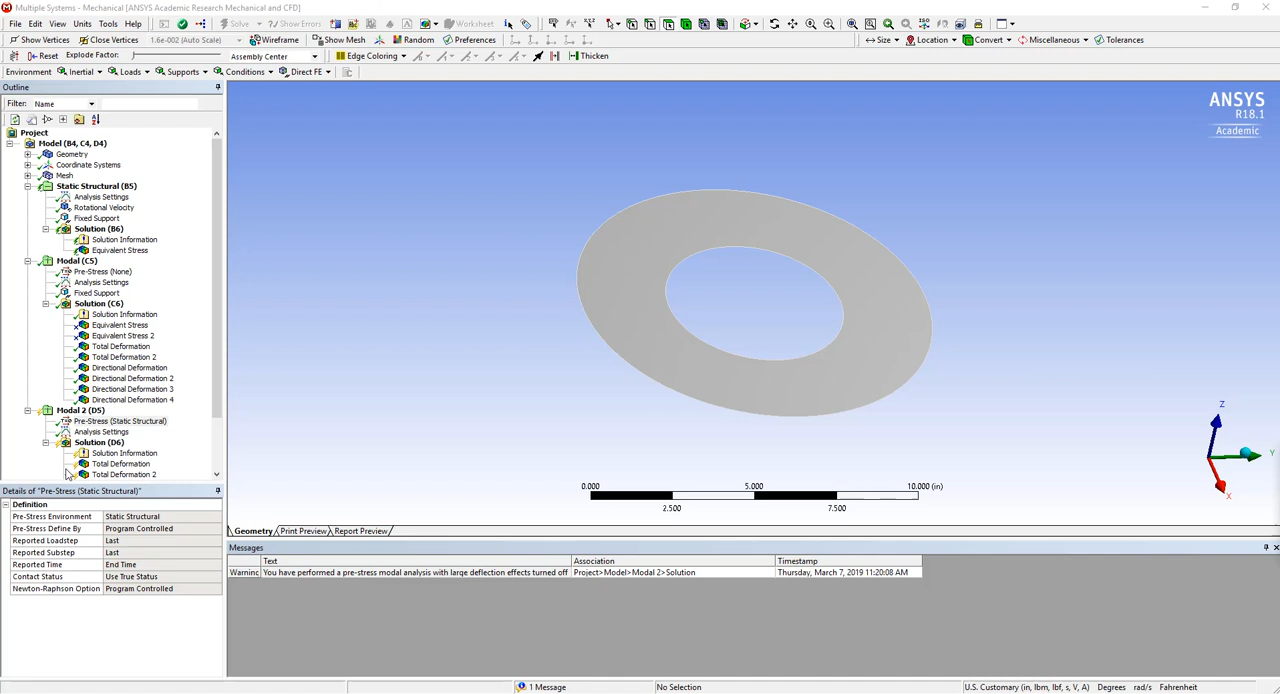 Multiple Systems - Mechanical [ANSYS Academic Research Mechanical and CFD]
File Edit View Units Tools Help Solve Show Errors Worksheet
Show Vertices Close Vertices 1.6e-002 (Auto Scale) Wireframe Show Mesh Random Preferences Size Location Convert Miscellaneous Tolerances
Reset Explode Factor: Assembly Center Edge Coloring Thicken
Environment Inertial Loads Supports Conditions Direct FE
Outline
Filter: Name
Project
Model (B4, C4, D4)
Geometry
Coordinate Systems
Mesh
Static Structural (B5)
Analysis Settings
Rotational Velocity
Fixed Support
Solution (B6)
Solution Information
Equivalent Stress
Modal (C5)
Pre-Stress (None)
Analysis Settings
Fixed Support
Solution (C6)
Solution Information
Equivalent Stress
Equivalent Stress 2
Total Deformation
Total Deformation 2
Directional Deformation
Directional Deformation 2
Directional Deformation 3
Directional Deformation 4
Modal 2 (D5)
Pre-Stress (Static Structural)
Analysis Settings
Solution (D6)
Solution Information
Total Deformation
Total Deformation 2
Details of "Pre-Stress (Static Structural)"
Definition
Pre-Stress Environment Static Structural
Pre-Stress Define By Program Controlled
Reported Loadstep Last
Reported Substep Last
Reported Time End Time
Contact Status Use True Status
Newton-Raphson Option Program Controlled
ANSYS
R18.1
Academic
Z
Y
X
0.000 5.000 10.000 (in)
2.500 7.500
Geometry Print Preview Report Preview
Messages
Text Association Timestamp
Warninc You have performed a pre-stress modal analysis with large deflection effects turned off Project>Model>Modal 2>Solution Thursday, March 7, 2019 11:20:08 AM
1 Message No Selection U.S. Customary (in, lbm, lbf, s, V, A) Degrees rad/s Fahrenheit